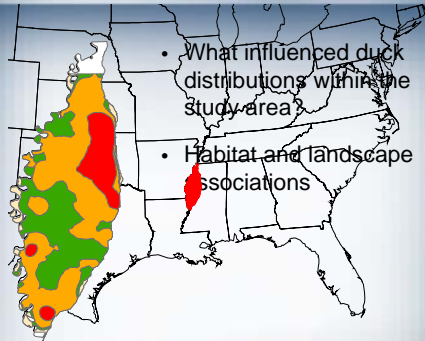 • What influenced duck
distributions within the
study area?
• Habitat and landscape
associations